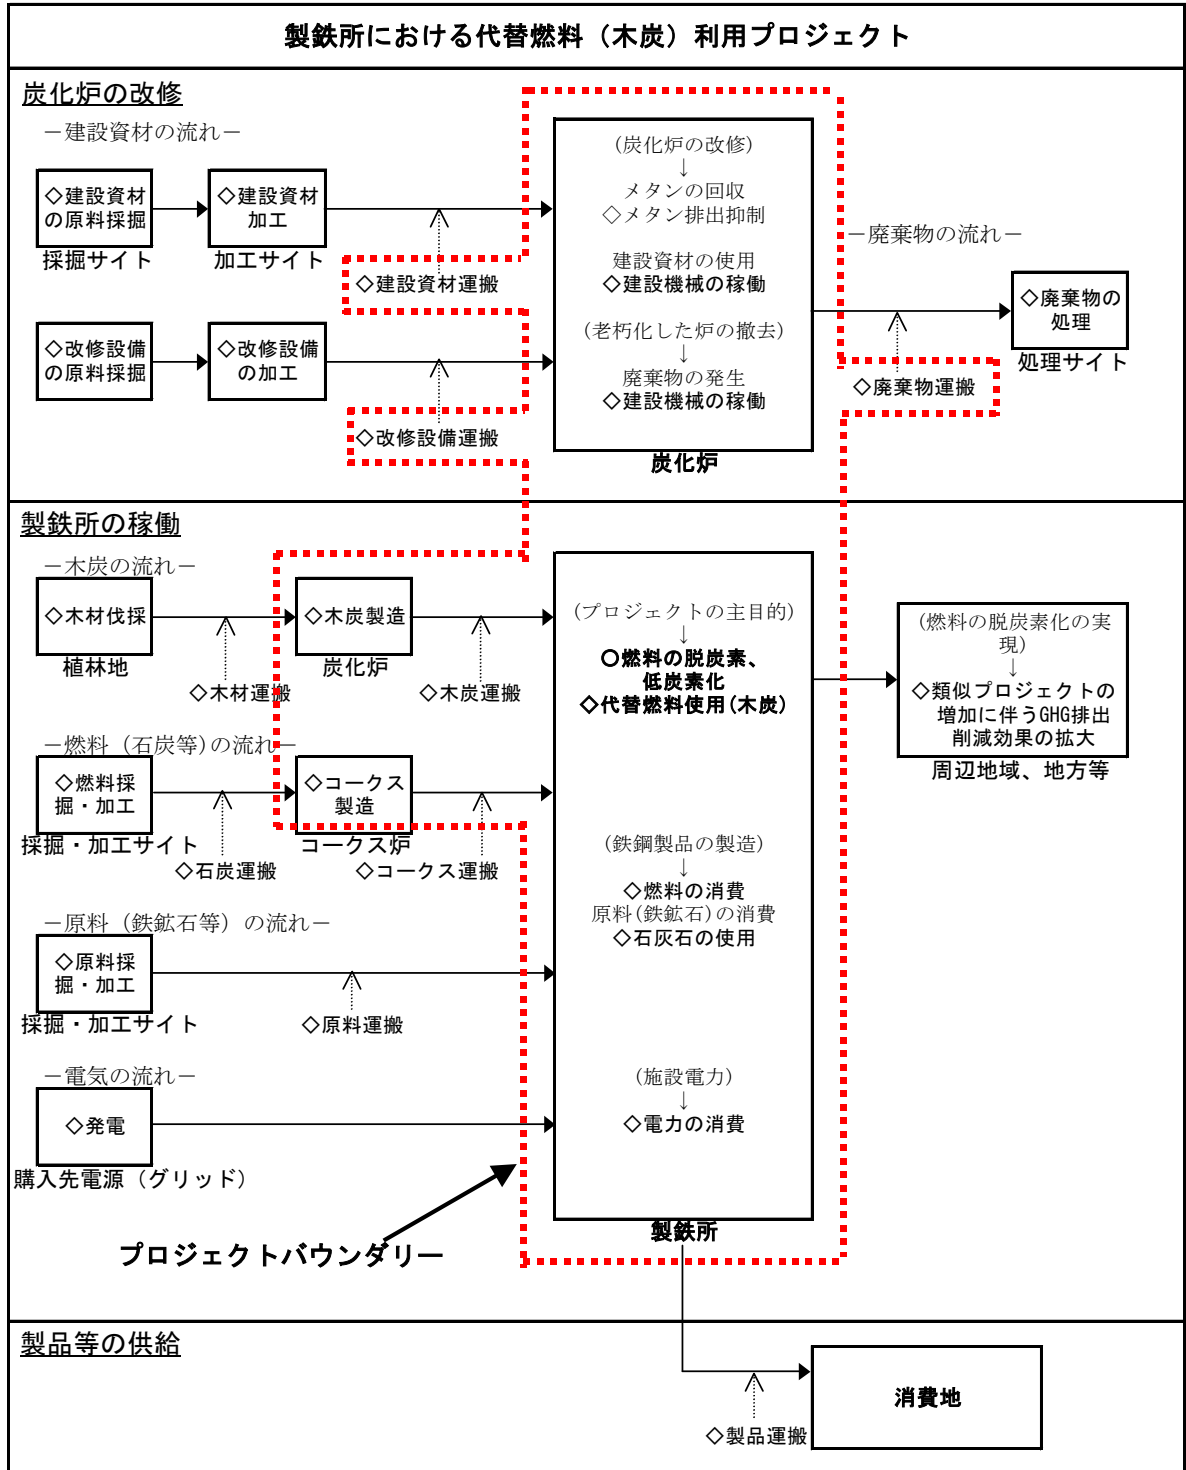 製鉄所における代替燃料（木炭）利用プロジェクト
炭化炉の改修
－建設資材の流れ－
◇建設資材
の原料採掘
採掘サイト
◇建設資材
加工
加工サイト
◇建設資材運搬
◇改修設備
の原料採掘
◇改修設備
の加工
◇改修設備運搬
(炭化炉の改修)
↓
メタンの回収
◇メタン排出抑制
建設資材の使用
◇建設機械の稼働
(老朽化した炉の撤去)
↓
廃棄物の発生
◇建設機械の稼働
炭化炉
－廃棄物の流れ－
◇廃棄物の
処理
処理サイト
◇廃棄物運搬
製鉄所の稼働
－木炭の流れ－
◇木材伐採
植林地
◇木材運搬
◇木炭製造
炭化炉
◇木炭運搬
－燃料（石炭等)の流れ－
◇燃料採
掘・加工
採掘・加工サイト
◇石炭運搬
◇コークス
製造
コークス炉
◇コークス運搬
－原料（鉄鉱石等）の流れ－
◇原料採
掘・加工
採掘・加工サイト
◇原料運搬
－電気の流れ－
◇発電
購入先電源（グリッド）
プロジェクトバウンダリー
(プロジェクトの主目的)
↓
○燃料の脱炭素、
低炭素化
◇代替燃料使用(木炭)
(鉄鋼製品の製造)
↓
◇燃料の消費
原料(鉄鉱石)の消費
◇石灰石の使用
(施設電力)
↓
◇電力の消費
製鉄所
(燃料の脱炭素化の実
現)
↓
◇類似プロジェクトの
増加に伴うGHG排出
削減効果の拡大
周辺地域、地方等
製品等の供給
◇製品運搬
消費地